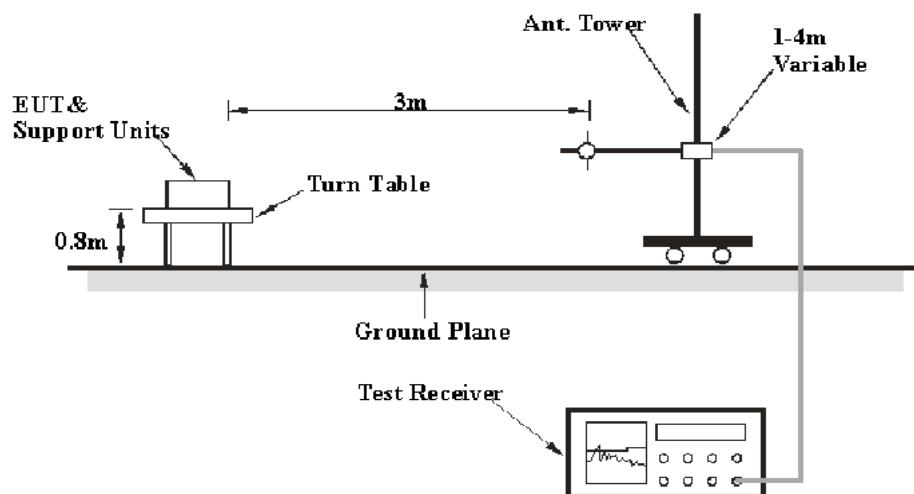 Ant. Tower
1-4m
Variable
EUT&
Support Units
3m
Turn Table
0.8m
Ground Plane
Test Receiver